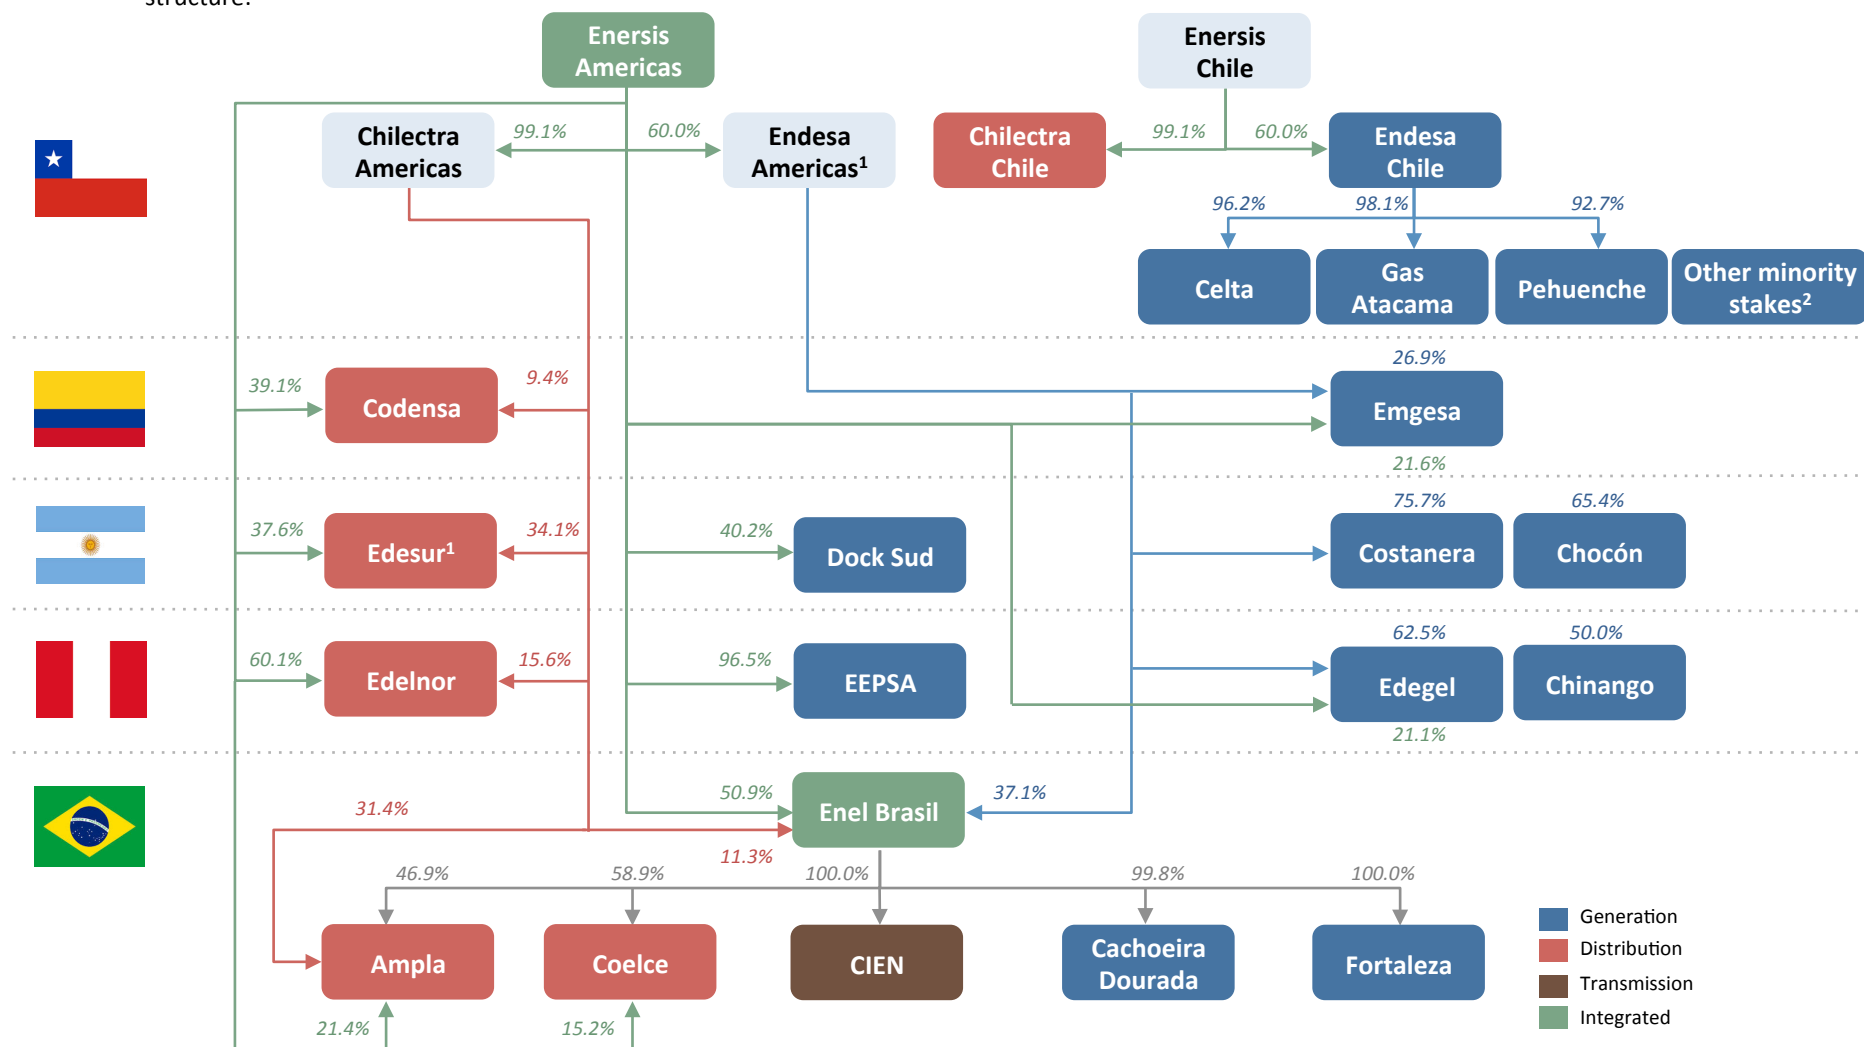 structure:
Enersis
Americas
Enersis
Chile
Chilectra
Americas
99.1%
60.0%
Endesa
Americas1
Chilectra
Chile
99.1%
60.0%
Endesa
Chile
96.2%
98.1%
92.7%
Celta
Gas
Atacama
Pehuenche
Other minority
stakes2
39.1%
Codensa
9.4%
26.9%
Emgesa
21.6%
37.6%
Edesur1
34.1%
40.2%
Dock Sud
75.7%
Costanera
65.4%
Chocón
60.1%
Edelnor
15.6%
96.5%
EEPSA
62.5%
Edegel
21.1%
50.0%
Chinango
31.4%
50.9%
Enel Brasil
37.1%
11.3%
46.9%
58.9%
100.0%
99.8%
100.0%
Ampla
Coelce
CIEN
Cachoeira
Dourada
Fortaleza
21.4%
15.2%
Generation
Distribution
Transmission
Integrated